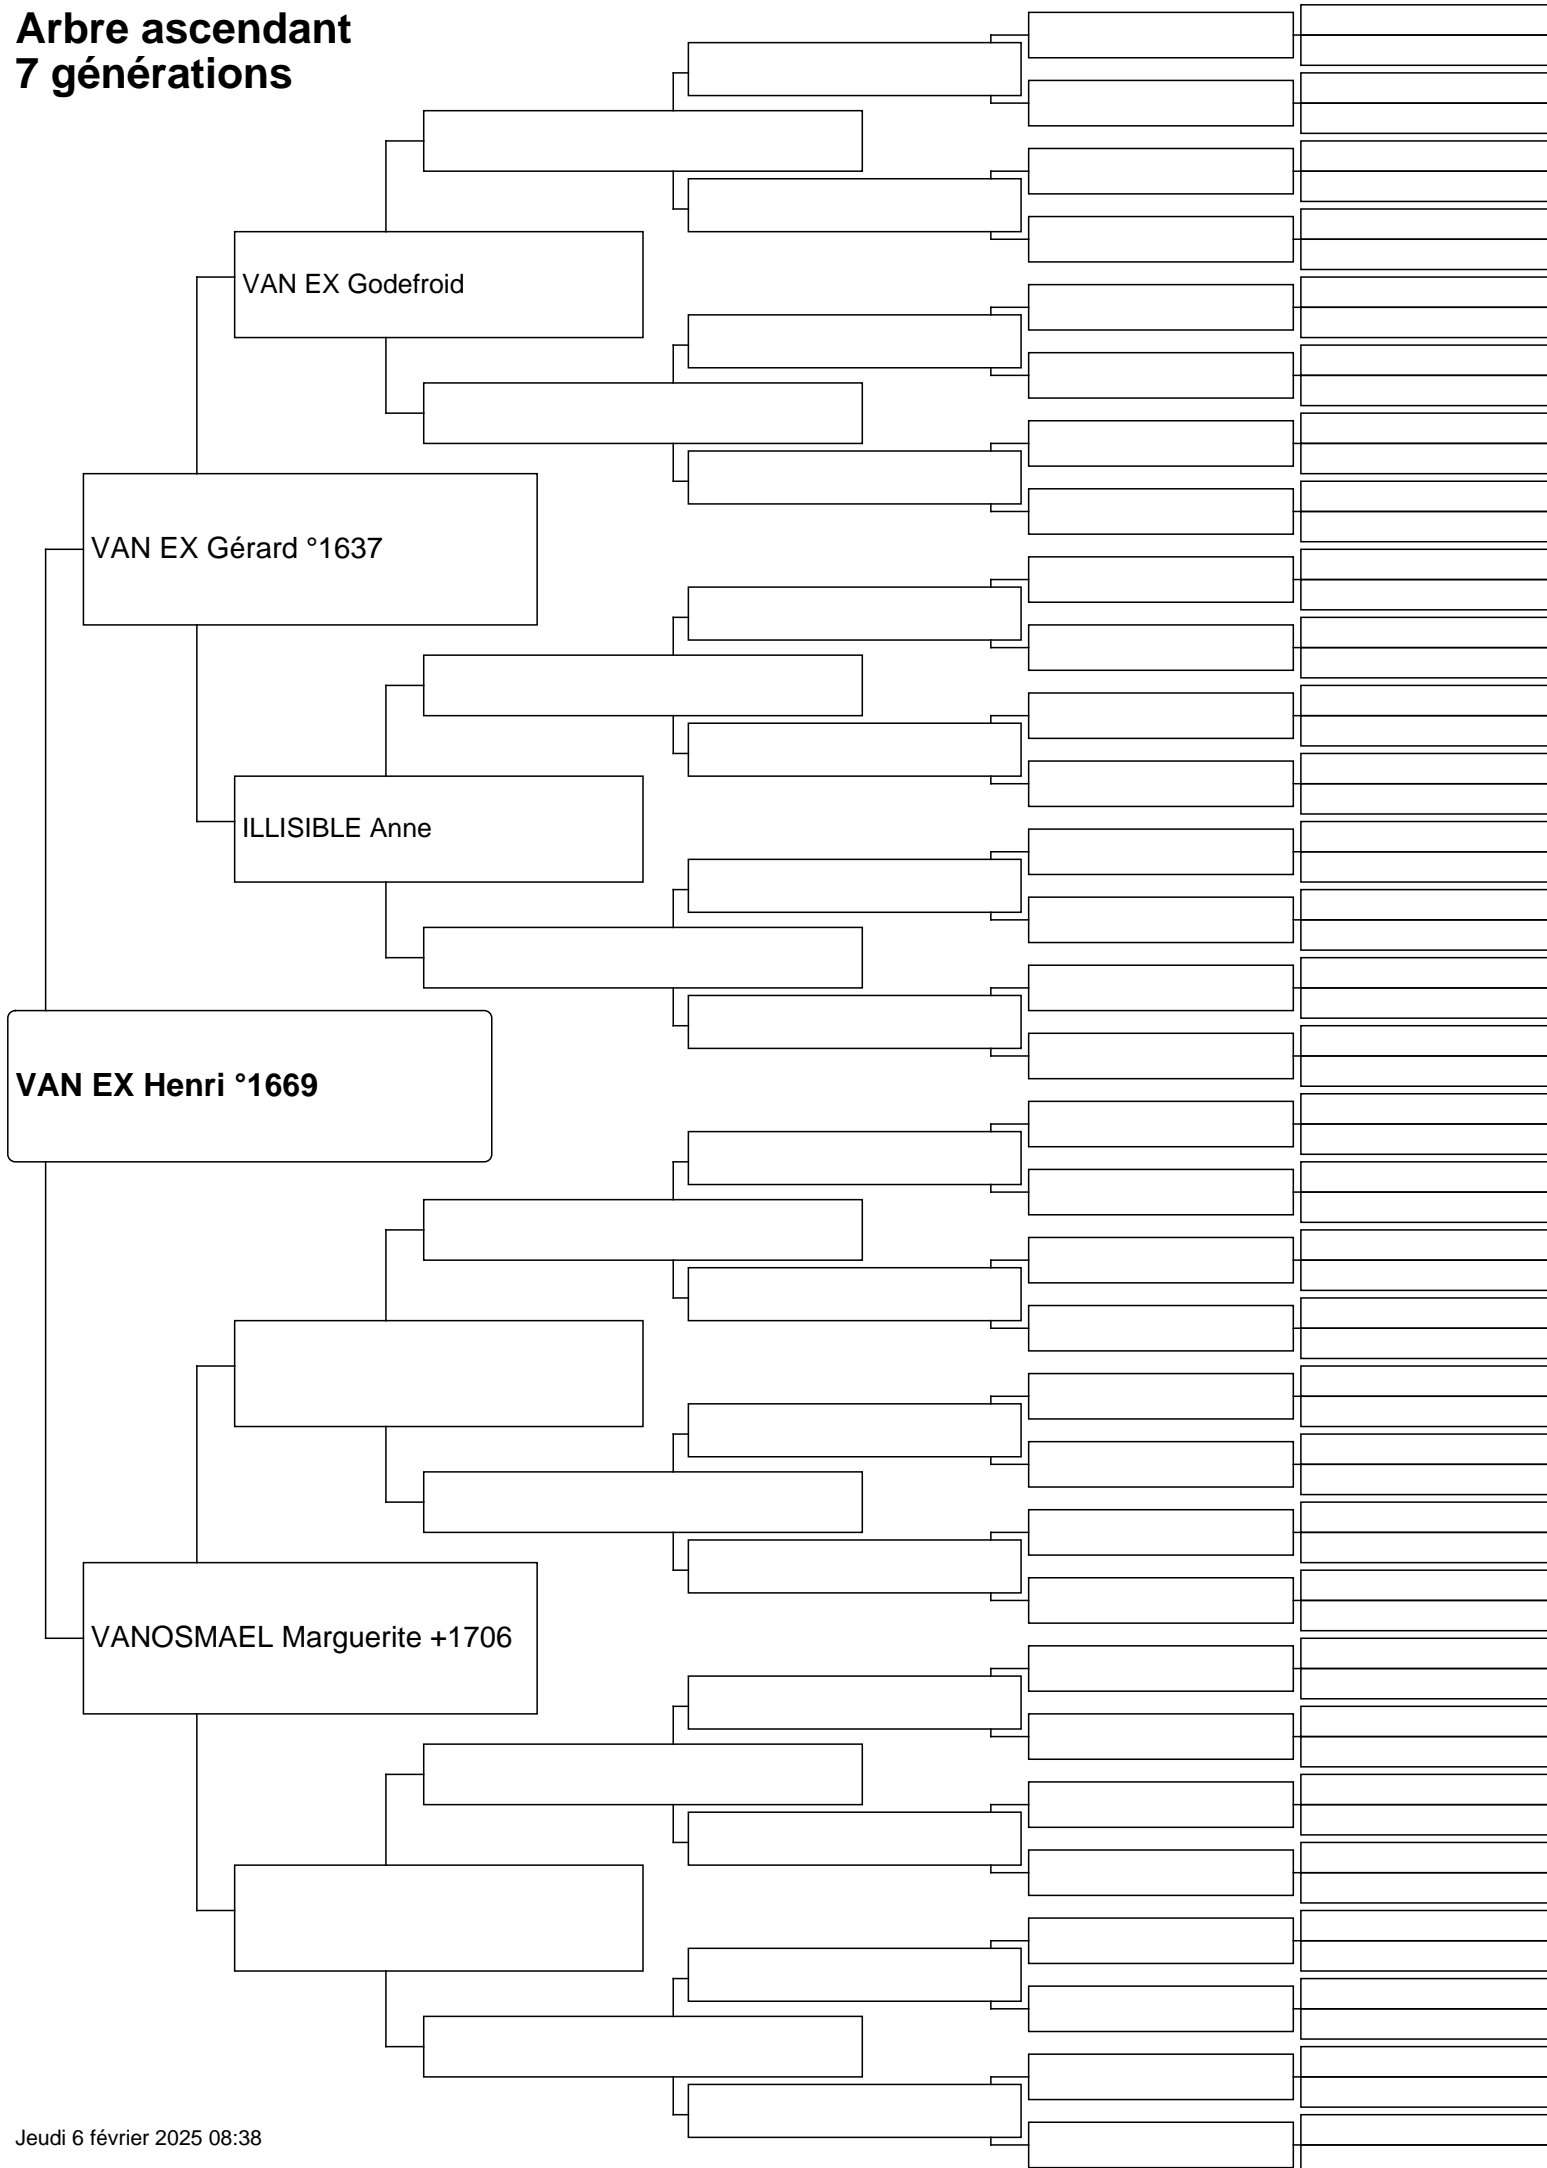 Arbre ascendant
7 générations
VAN EX Godefroid
VAN EX Gérard °1637
ILLISIBLE Anne
VAN EX Henri °1669
VANOSMAEL Marguerite +1706
Jeudi 6 février 2025 08:38